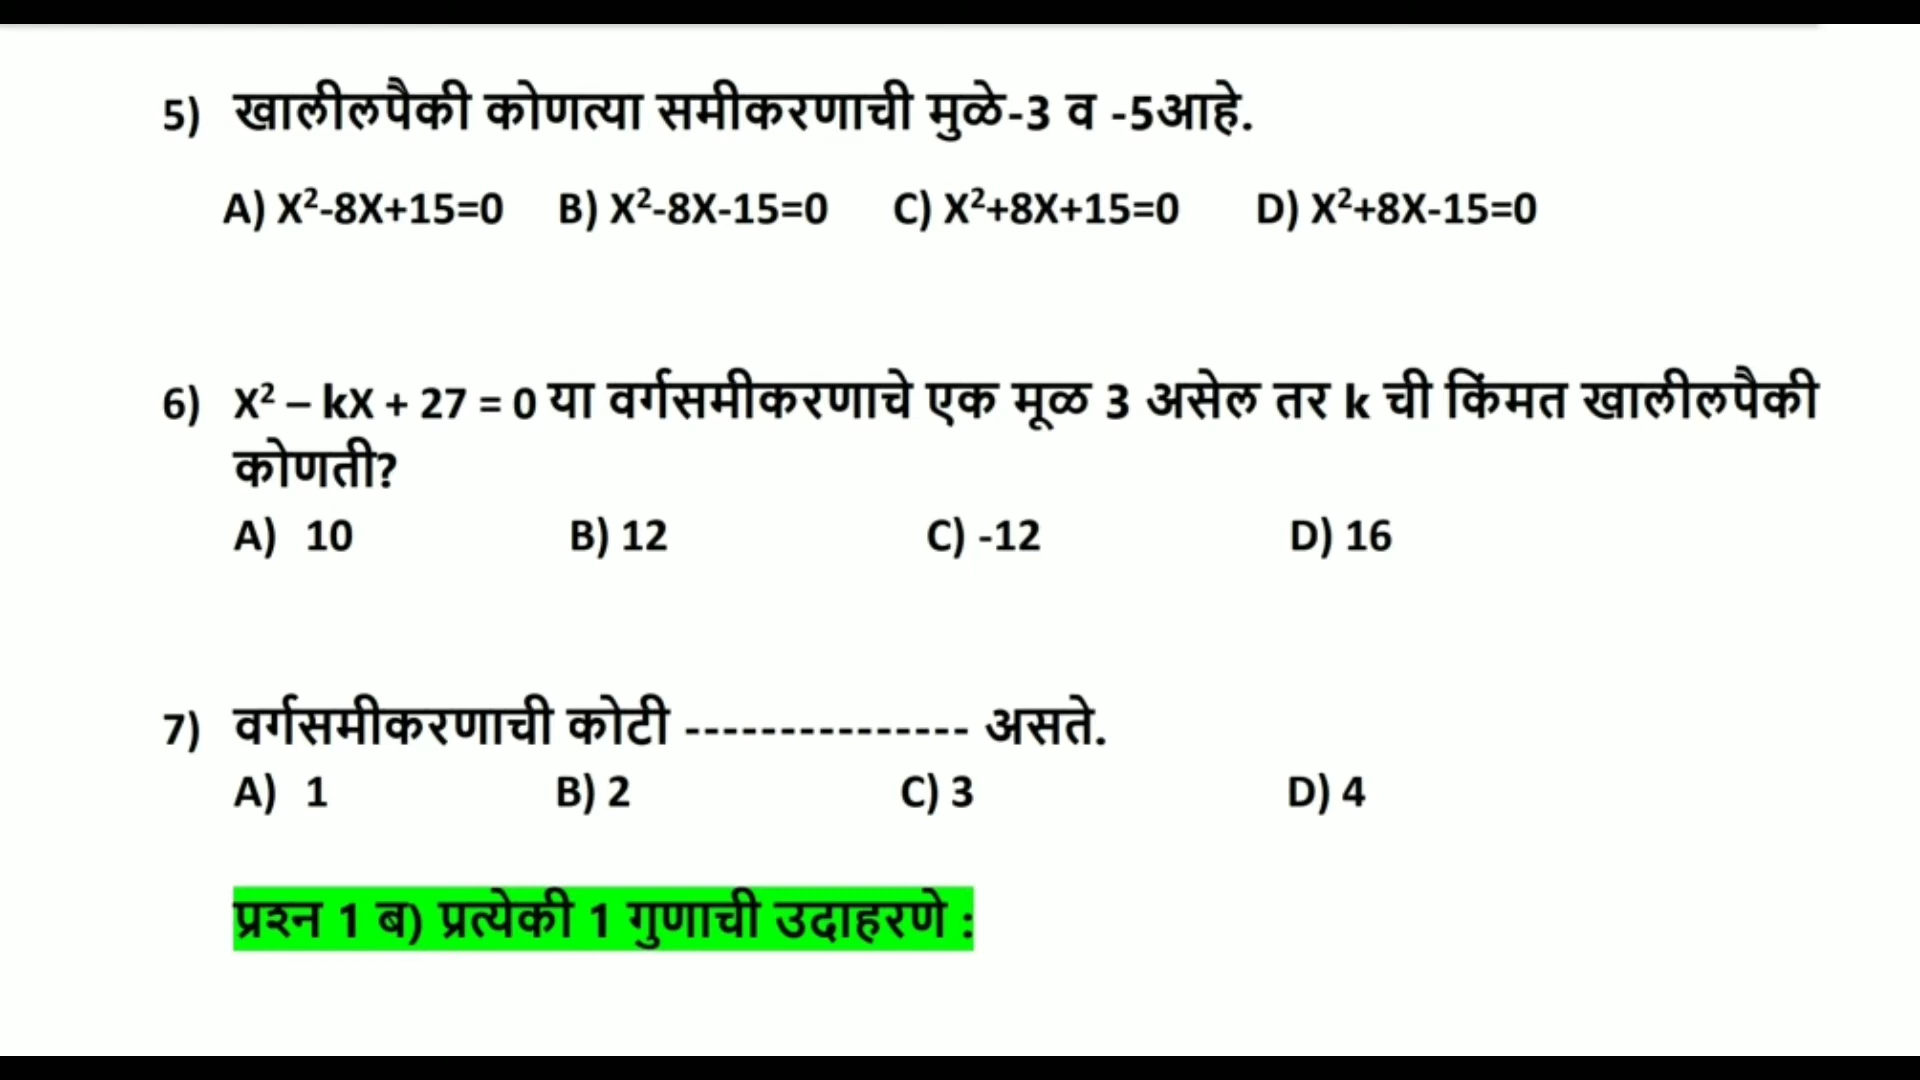 5) खालीलपैकी कोणत्या समीकरणाची मुळे-3 व -5आहे.
A) X²-8X+15=0 B) X²-8X-15=0 C) X²+8X+15=0 D) X²+8X-15=0
6) X² – kX + 27 = 0 या वर्गसमीकरणाचे एक मूळ 3 असेल तर k ची किंमत खालीलपैकी
कोणती?
A) 10 B) 12 C) -12 D) 16
7) वर्गसमीकरणाची कोटी --------------- असते.
A) 1 B) 2 C) 3 D) 4
प्रश्न 1 ब) प्रत्येकी 1 गुणाची उदाहरणे :